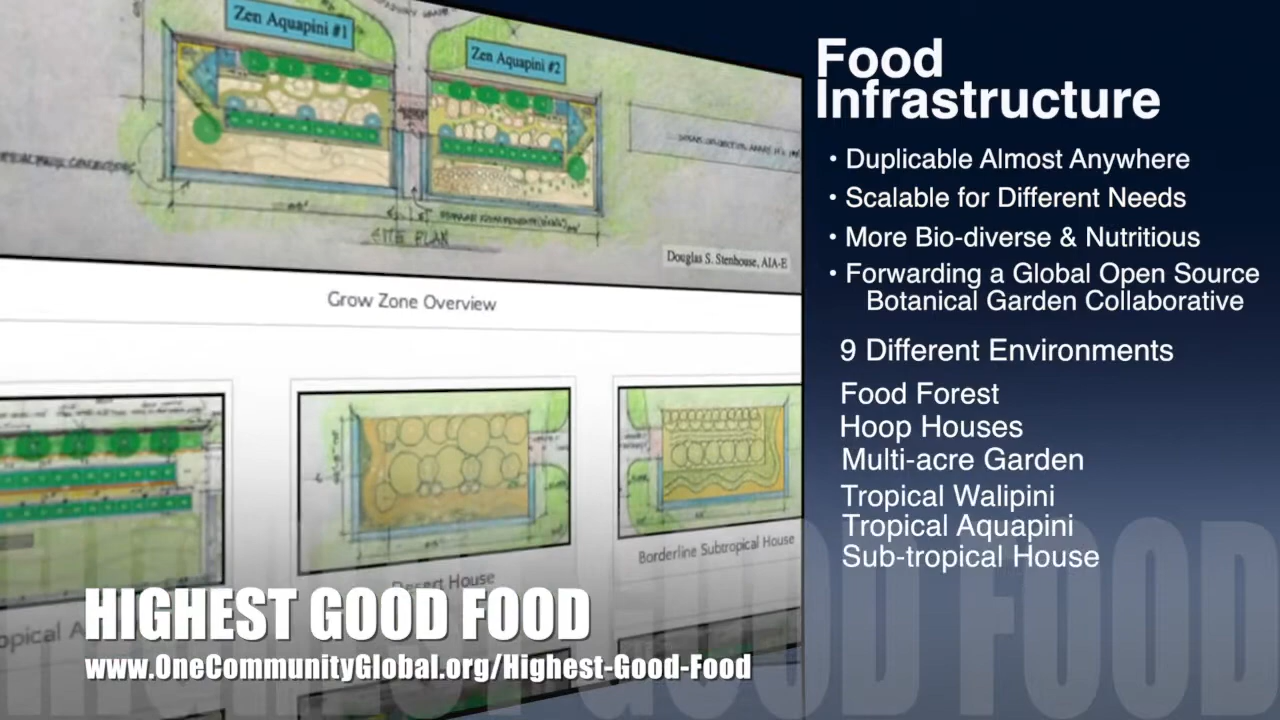 Zen Aquapini #1
Zen Aquapini #2
SITE PLAN
Douglas S. Stenhouse, AIA-E
Grow Zone Overview
Desert House
Borderline Subtropical House
HIGHEST GOOD FOOD
www.OneCommunityGlobal.org/Highest-Good-Food
Food
Infrastructure
• Duplicable Almost Anywhere
• Scalable for Different Needs
• More Bio-diverse & Nutritious
• Forwarding a Global Open Source
Botanical Garden Collaborative
9 Different Environments
Food Forest
Hoop Houses
Multi-acre Garden
Tropical Walipini
Tropical Aquapini
Sub-tropical House
HIGHEST GOOD FOOD